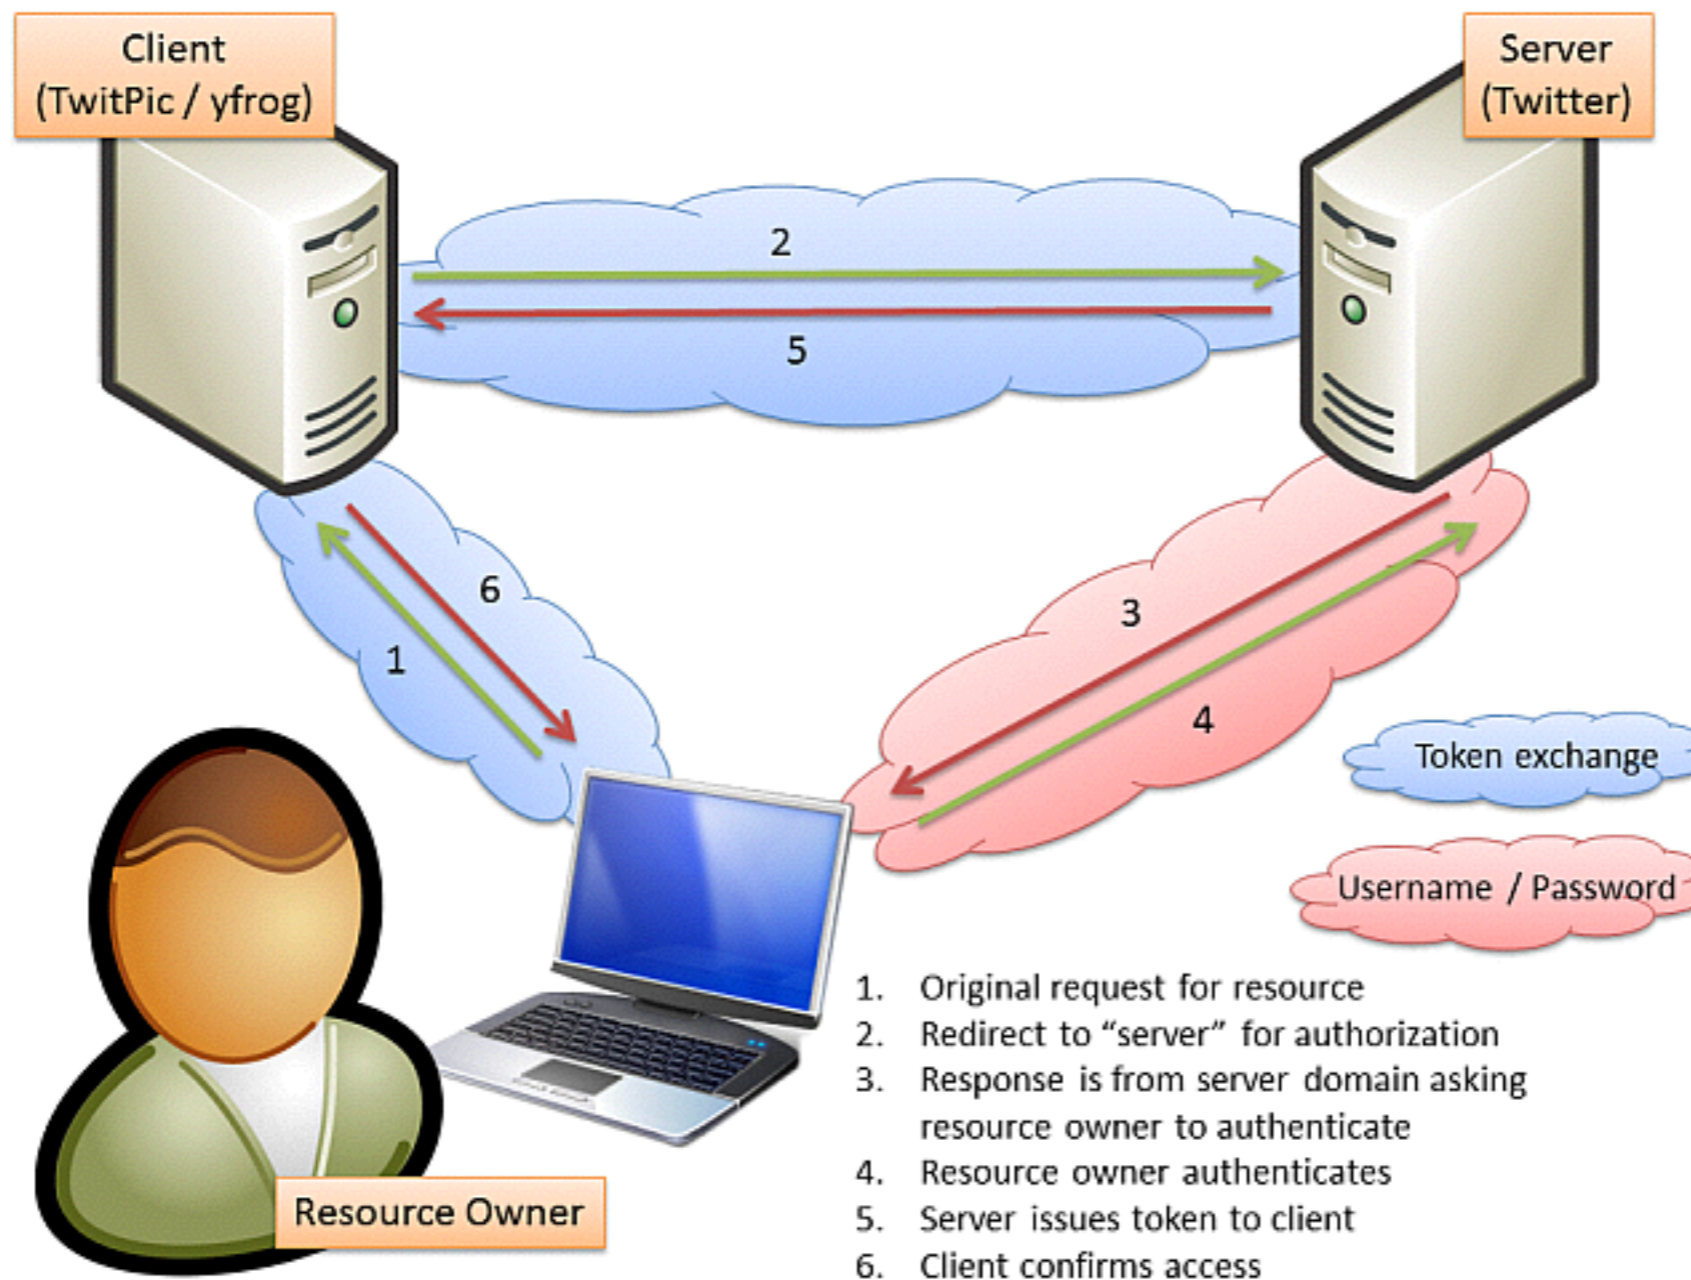 Client
(TwitPic / yfrog)
Server
(Twitter)
2
5
6
1
3
4
Token exchange
Username / Password
Resource Owner
1. Original request for resource
2. Redirect to “server” for authorization
3. Response is from server domain asking
resource owner to authenticate
4. Resource owner authenticates
5. Server issues token to client
6. Client confirms access